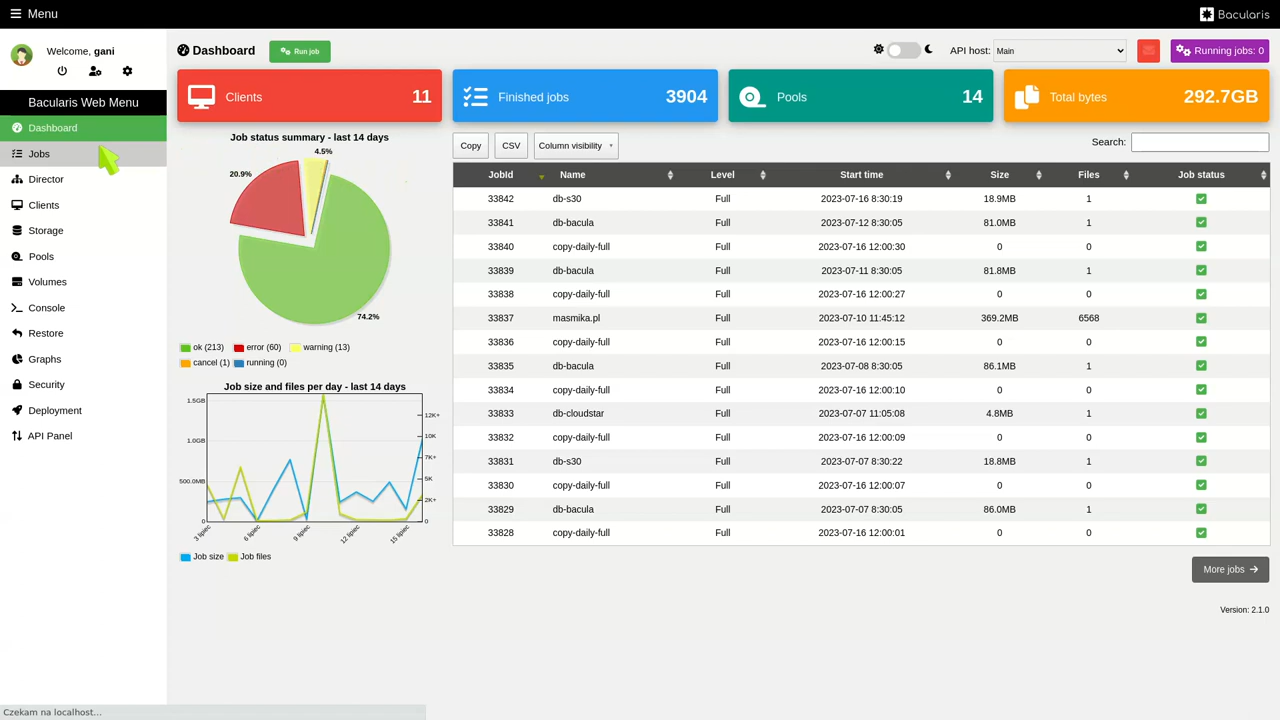 Menu
Bacularis
Welcome, gani
Dashboard
Run job
API host:
Main
Running jobs: 0
Bacularis Web Menu
Dashboard
Jobs
Director
Clients
Storage
Pools
Volumes
Console
Restore
Graphs
Security
Deployment
API Panel
Clients 11
Finished jobs 3904
Pools 14
Total bytes 292.7GB
Job status summary - last 14 days
4.5%
20.9%
74.2%
ok (213) error (60) warning (13)
cancel (1) running (0)
Job size and files per day - last 14 days
1.5GB
1.0GB
500.0MB
0
12K+
10K
7K+
5K
2K+
0
3 lipiec 6 lipiec 9 lipiec 12 lipiec 15 lipiec
Job size Job files
Copy CSV Column visibility
Search:
JobId Name Level Start time Size Files Job status
33842 db-s30 Full 2023-07-16 8:30:19 18.9MB 1
33841 db-bacula Full 2023-07-12 8:30:05 81.0MB 1
33840 copy-daily-full Full 2023-07-16 12:00:30 0 0
33839 db-bacula Full 2023-07-11 8:30:05 81.8MB 1
33838 copy-daily-full Full 2023-07-16 12:00:27 0 0
33837 masmika.pl Full 2023-07-10 11:45:12 369.2MB 6568
33836 copy-daily-full Full 2023-07-16 12:00:15 0 0
33835 db-bacula Full 2023-07-08 8:30:05 86.1MB 1
33834 copy-daily-full Full 2023-07-16 12:00:10 0 0
33833 db-cloudstar Full 2023-07-07 11:05:08 4.8MB 1
33832 copy-daily-full Full 2023-07-16 12:00:09 0 0
33831 db-s30 Full 2023-07-07 8:30:22 18.8MB 1
33830 copy-daily-full Full 2023-07-16 12:00:07 0 0
33829 db-bacula Full 2023-07-07 8:30:05 86.0MB 1
33828 copy-daily-full Full 2023-07-16 12:00:01 0 0
More jobs
Version: 2.1.0
Czekam na localhost...